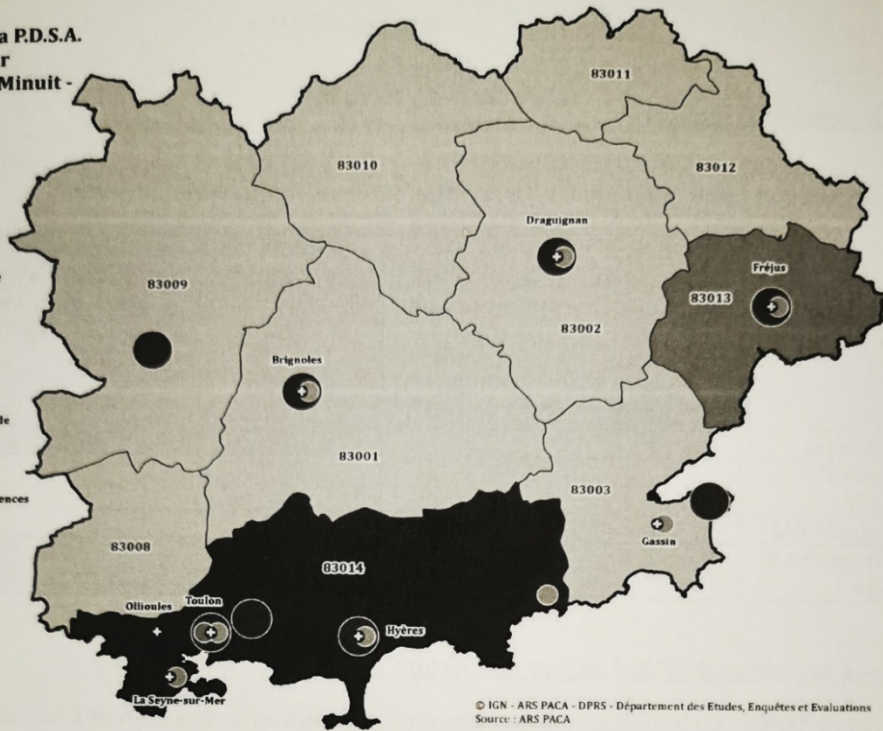 a P.D.S.A.
r
Minuit -
83011
83010
83012
Draguignan
Fréjus
83009
83013
83002
Brignoles
de
83001
ences
83003
Gassin
83008
83014
Ollioules
Toulon
Hyères
La Seyne-sur-Mer
© IGN - ARS PACA - DPRS - Département des Etudes, Enquêtes et Evaluations
Source : ARS PACA